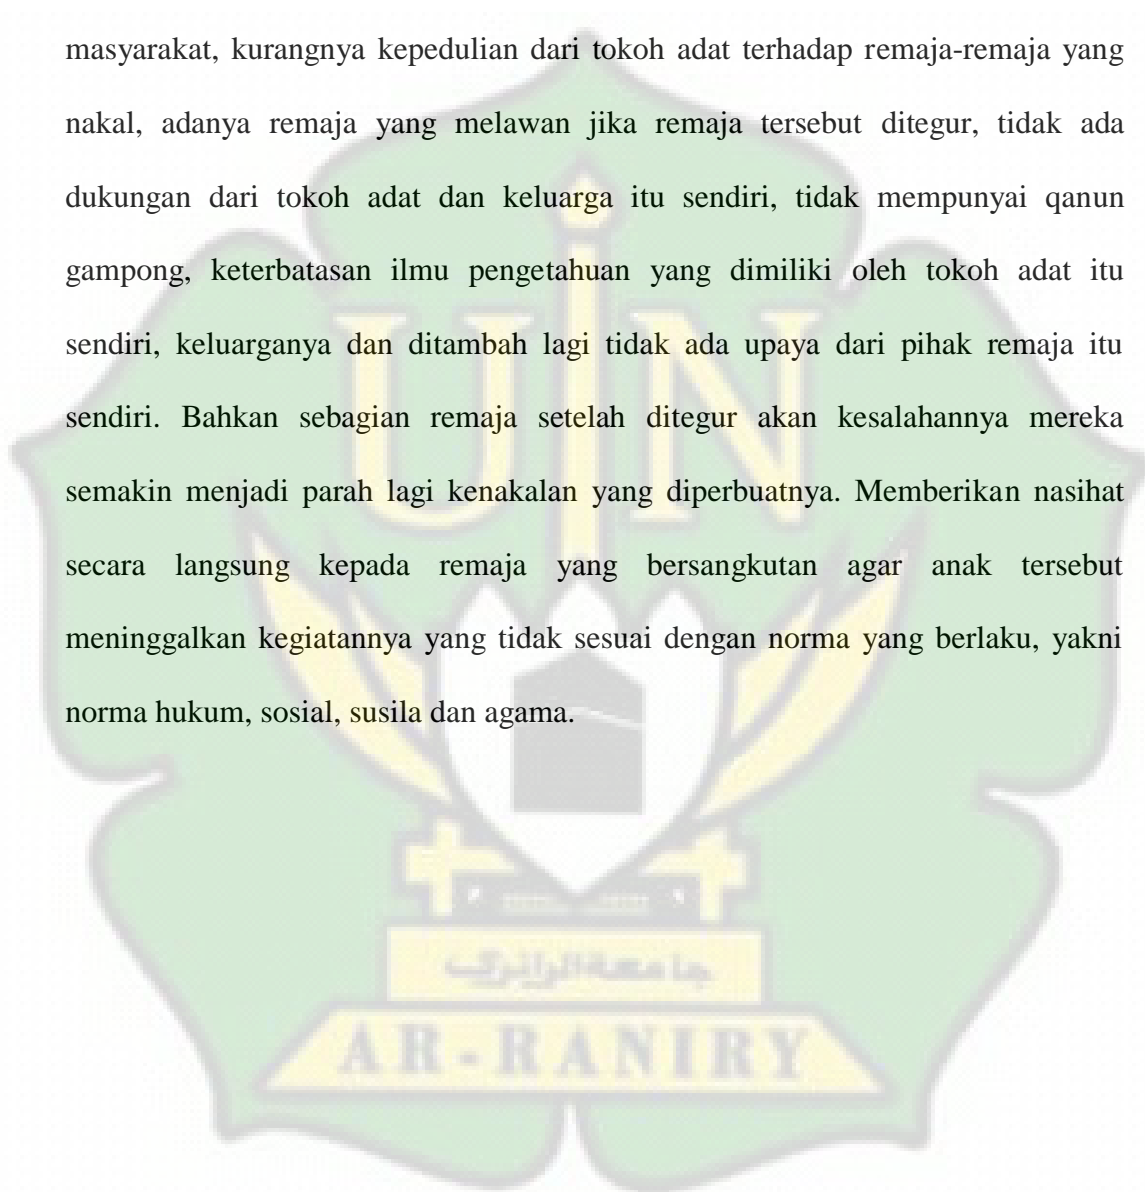 masyarakat, kurangnya kepedulian dari tokoh adat terhadap remaja-remaja yang
nakal, adanya remaja yang melawan jika remaja tersebut ditegur, tidak ada
dukungan dari tokoh adat dan keluarga itu sendiri, tidak mempunyai qanun
gampong, keterbatasan ilmu pengetahuan yang dimiliki oleh tokoh adat itu
sendiri, keluarganya dan ditambah lagi tidak ada upaya dari pihak remaja itu
sendiri. Bahkan sebagian remaja setelah ditegur akan kesalahannya mereka
semakin menjadi parah lagi kenakalan yang diperbuatnya. Memberikan nasihat
secara langsung kepada remaja yang bersangkutan agar anak tersebut
meninggalkan kegiatannya yang tidak sesuai dengan norma yang berlaku, yakni
norma hukum, sosial, susila dan agama.
UIN
جامعة الرانري
AR-RANIRY